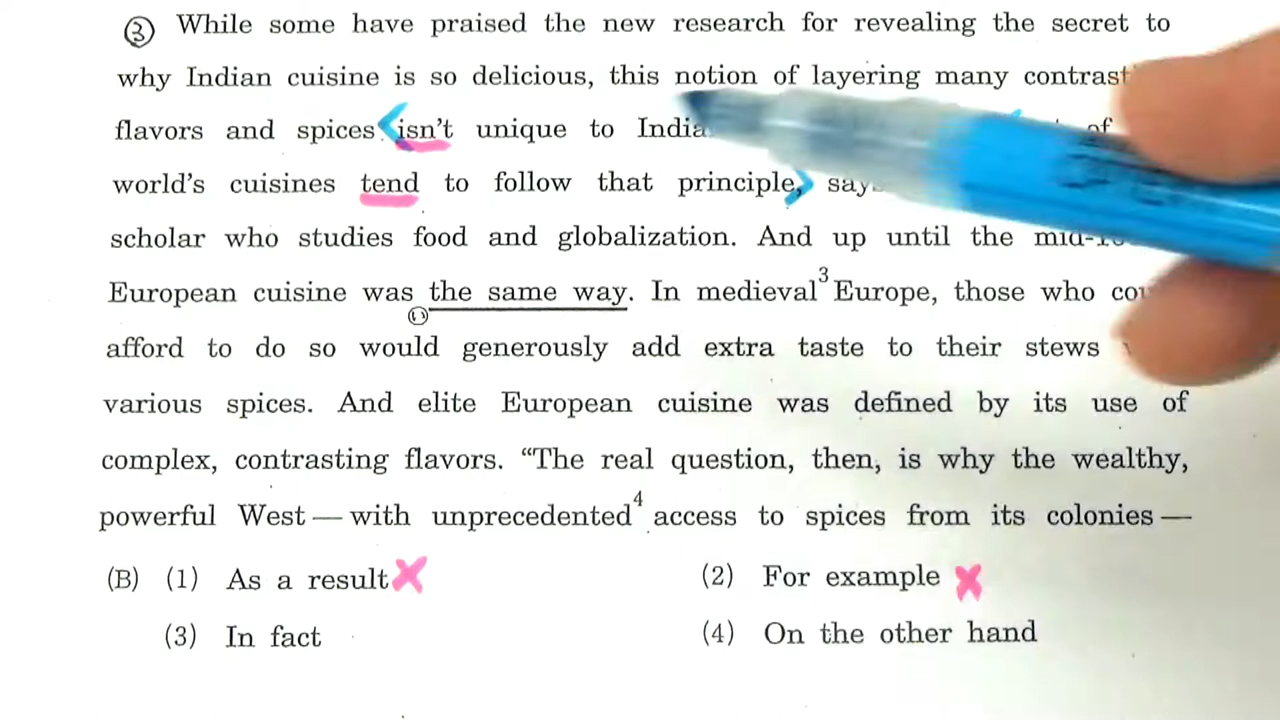 ③ While some have praised the new research for revealing the secret to
why Indian cuisine is so delicious, this notion of layering many
flavors and spices isn't unique to India of
world's cuisines tend to follow that principle,
scholar who studies food and globalization. And up until the
European cuisine was the same way. In medieval³ Europe, those who
(1)
afford to do so would generously add extra taste to their stews
various spices. And elite European cuisine was defined by its use of
complex, contrasting flavors. “The real question, then, is why the wealthy,
powerful West — with unprecedented⁴ access to spices from its colonies —
(B) (1) As a result (2) For example
(3) In fact (4) On the other hand